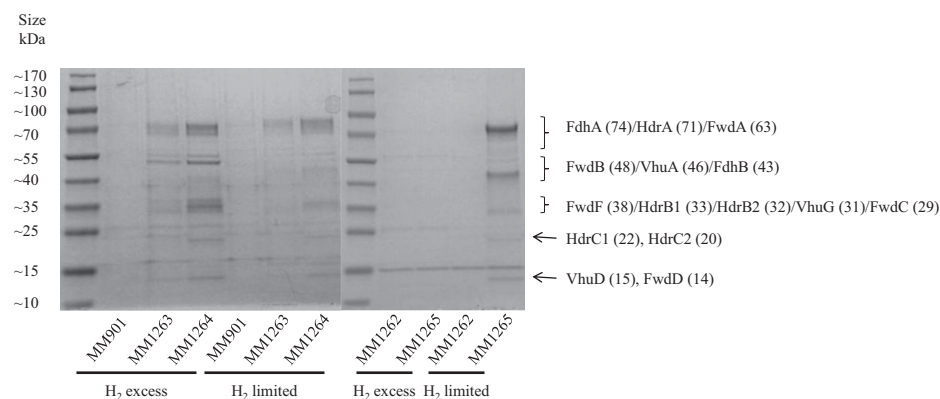 Size
kDa
~170
~130
~100
~70
~55
~40
~35
~25
~15
~10
FdhA (74)/HdrA (71)/FwdA (63)
FwdB (48)/VhuA (46)/FdhB (43)
FwdF (38)/HdrB1 (33)/HdrB2 (32)/VhuG (31)/FwdC (29)
HdrC1 (22), HdrC2 (20)
VhuD (15), FwdD (14)
MM901 MM1263 MM1264 MM901 MM1263 MM1264 MM1262 MM1265 MM1262 MM1265
H₂ excess H₂ limited H₂ excess H₂ limited